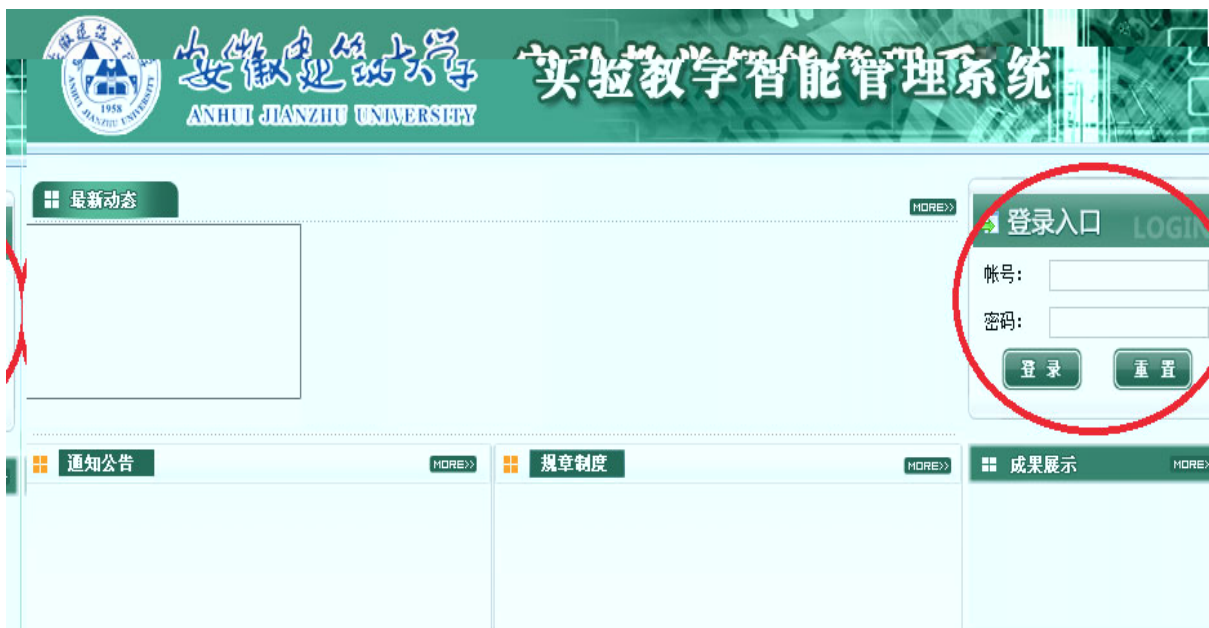 安徽建筑大学
ANHUI JIANZHU UNIVERSITY
1958
实验教学智能管理系统
最新动态
MORE>>
登录入口
LOGIN
帐号：
密码：
登录
重置
通知公告
MORE>>
规章制度
MORE>>
成果展示
MORE>